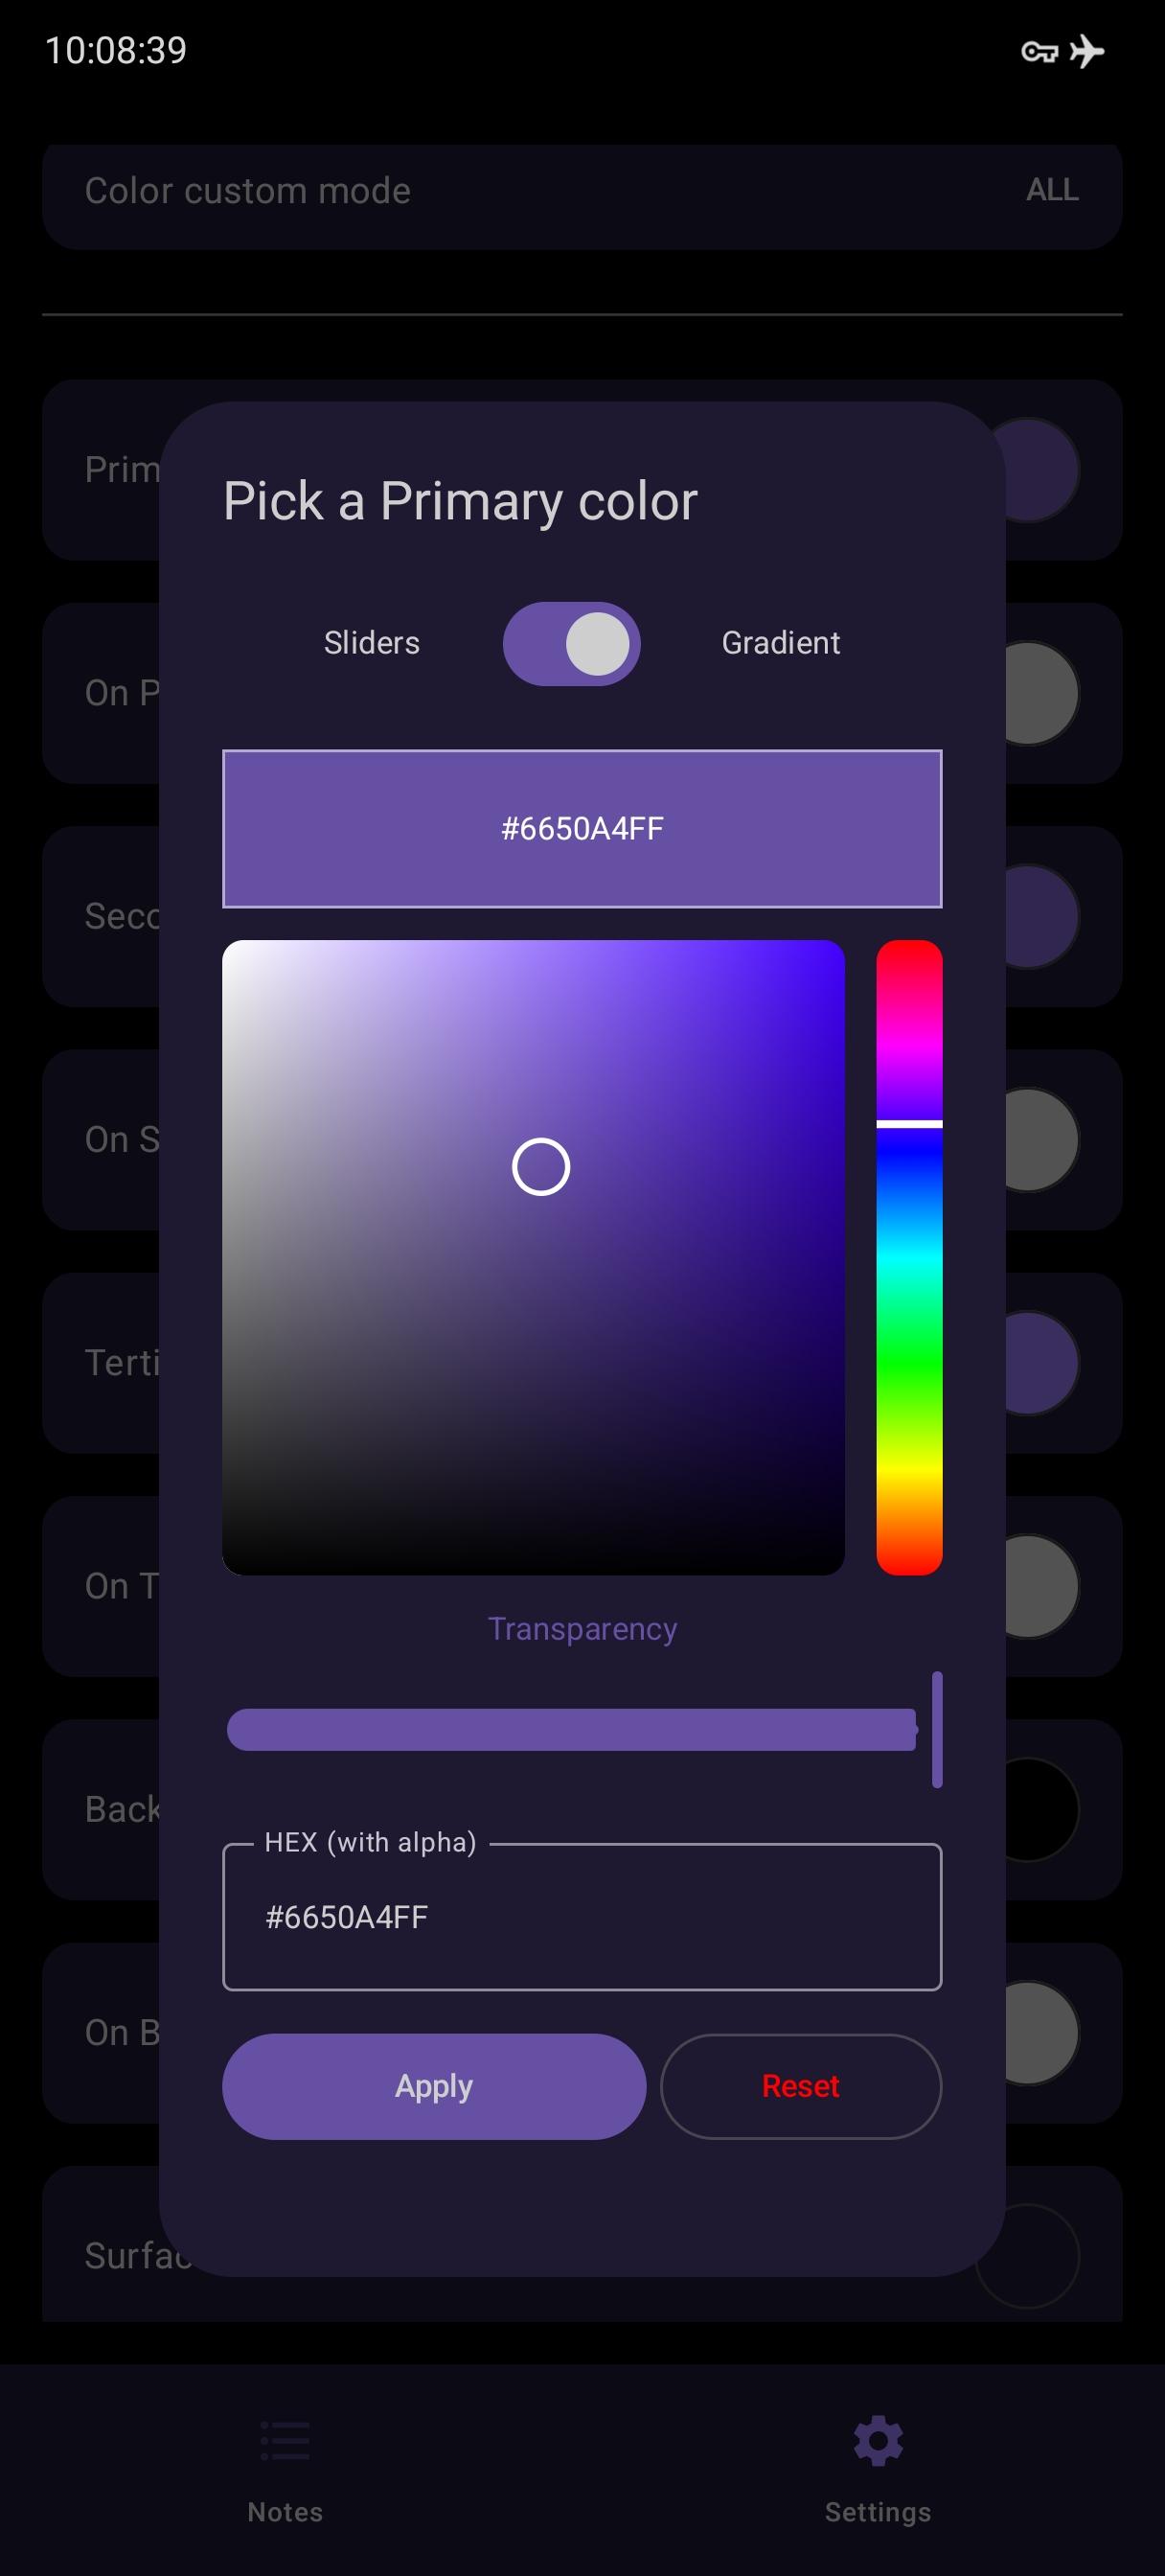 10:08:39
Color custom mode
ALL
Pick a Primary color
Prim
Sliders
Gradient
On P
#6650A4FF
Seco
On S
Terti
On T
Transparency
Back
HEX (with alpha)
#6650A4FF
On B
Apply
Reset
Surfac
Notes
Settings